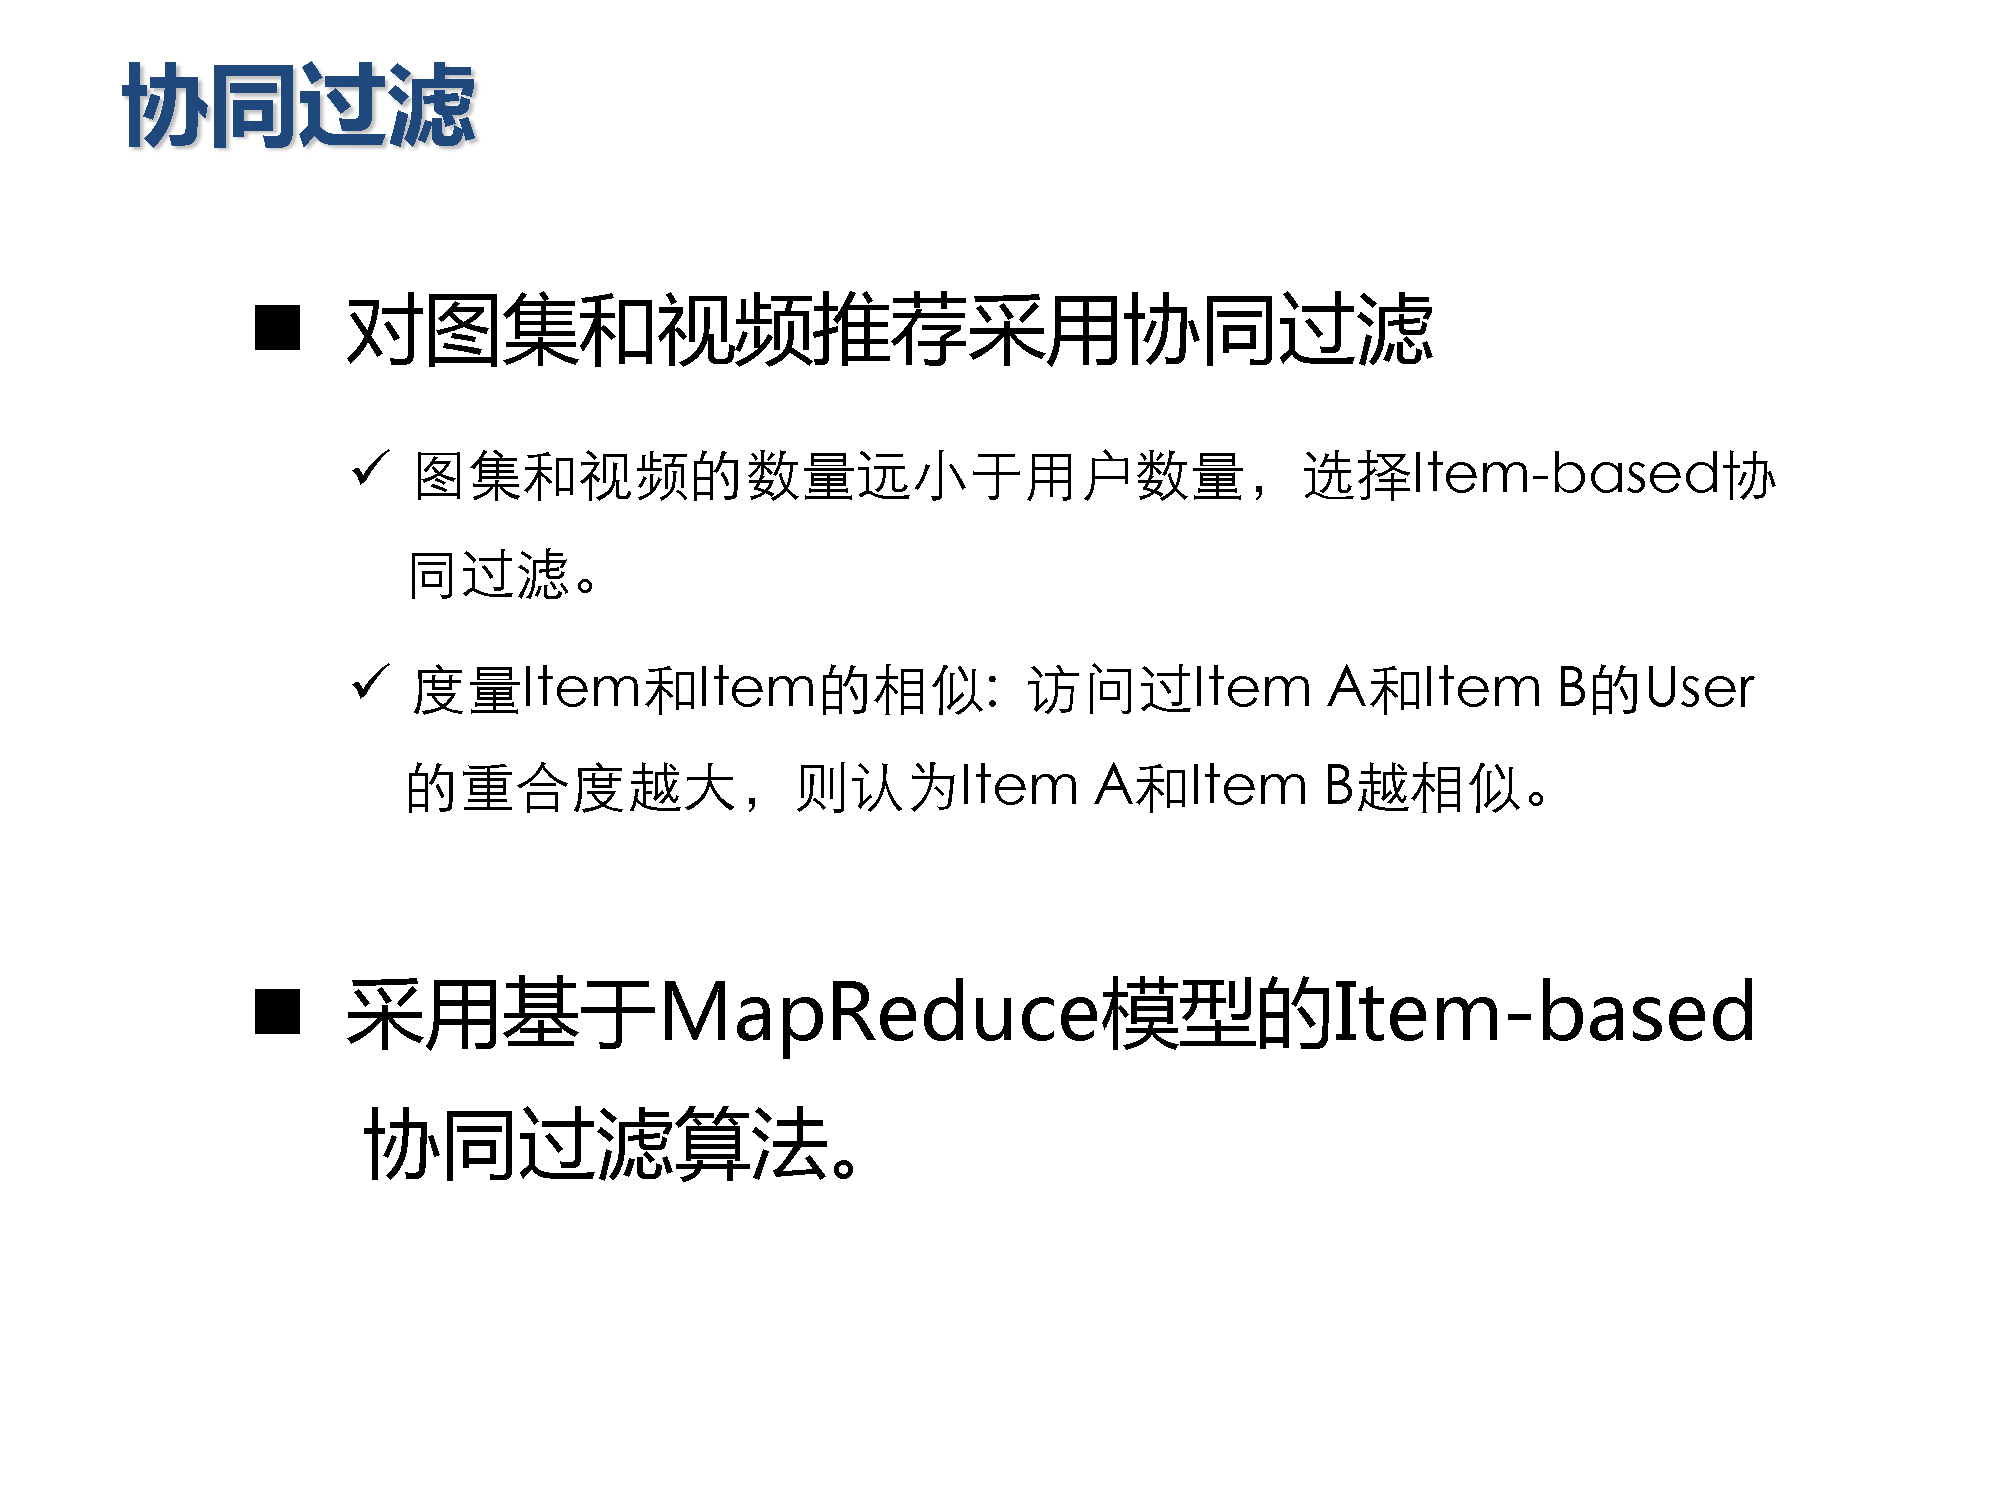 协同过滤
■ 对图集和视频推荐采用协同过滤
✓ 图集和视频的数量远小于用户数量，选择Item-based协
同过滤。
✓ 度量Item和Item的相似：访问过Item A和Item B的User
的重合度越大，则认为Item A和Item B越相似。
■ 采用基于MapReduce模型的Item-based
协同过滤算法。